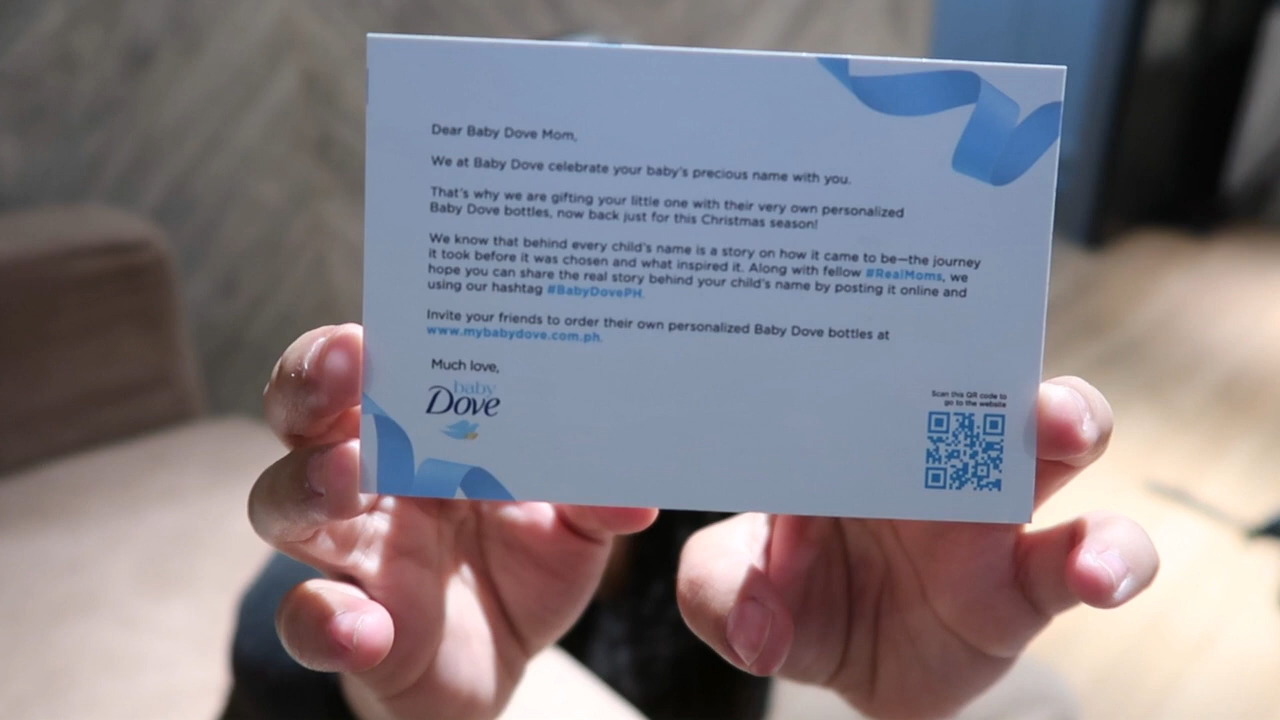 Dear Baby Dove Mom,
We at Baby Dove celebrate your baby's precious name with you.
That's why we are gifting your little one with their very own personalized
Baby Dove bottles, now back just for this Christmas season!
We know that behind every child's name is a story on how it came to be—the journey
it took before it was chosen and what inspired it. Along with fellow #RealMoms, we
hope you can share the real story behind your child's name by posting it online and
using our hashtag #BabyDovePH.
Invite your friends to order their own personalized Baby Dove bottles at
www.mybabydove.com.ph.
Much love,
baby
Dove
Scan this QR code to
go to the website